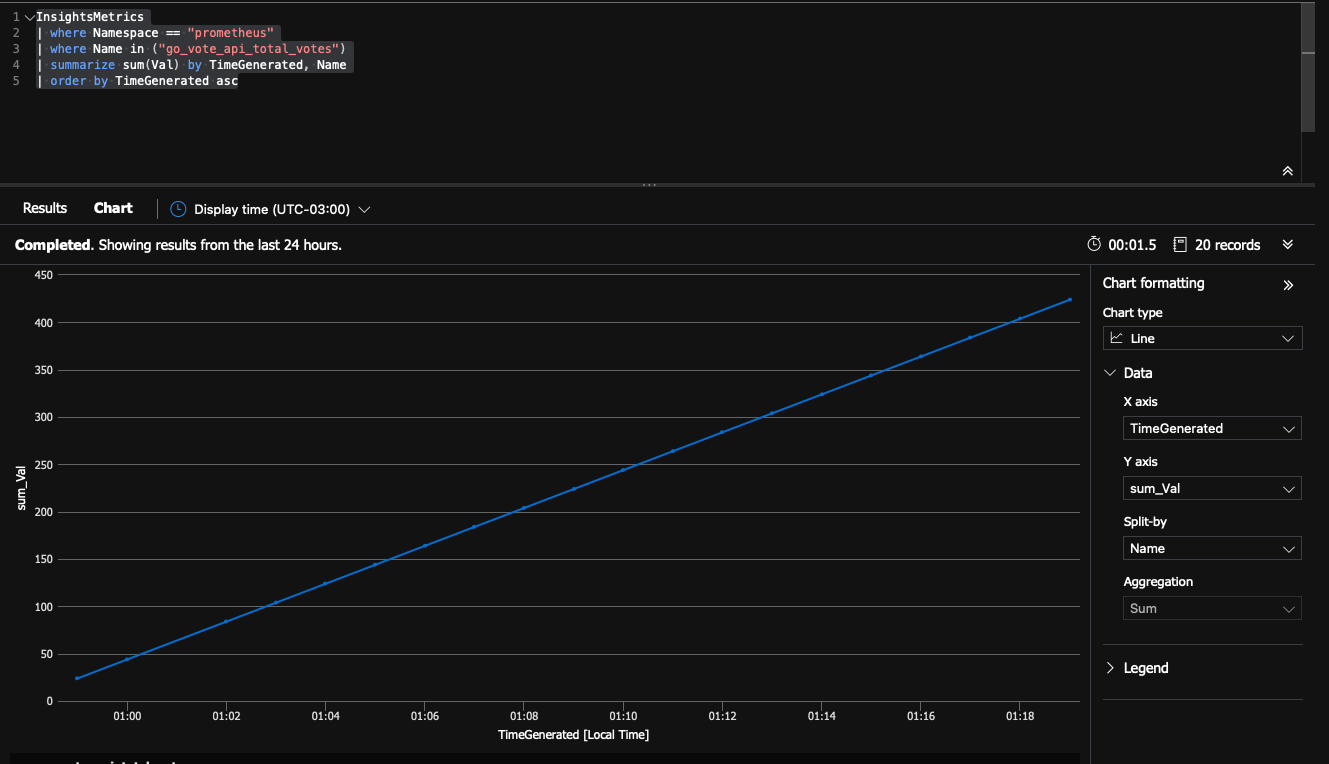 1 InsightsMetrics
2 | where Namespace == "prometheus"
3 | where Name in ("go_vote_api_total_votes")
4 | summarize sum(Val) by TimeGenerated, Name
5 | order by TimeGenerated asc
Results Chart Display time (UTC-03:00)
Completed. Showing results from the last 24 hours. 00:01.5 20 records
450
400
350
300
250
200
150
100
50
0
sum_Val
01:00 01:02 01:04 01:06 01:08 01:10 01:12 01:14 01:16 01:18
TimeGenerated [Local Time]
Chart formatting
Chart type
Line
Data
X axis
TimeGenerated
Y axis
sum_Val
Split-by
Name
Aggregation
Sum
Legend